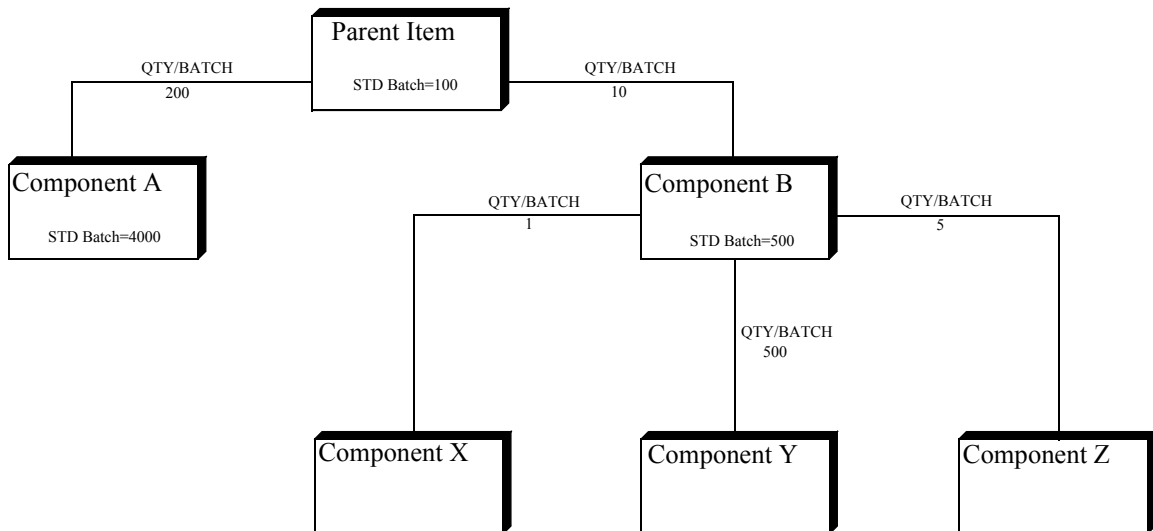 Parent Item
STD Batch=100
QTY/BATCH
200
QTY/BATCH
10
Component A
STD Batch=4000
Component B
STD Batch=500
QTY/BATCH
1
QTY/BATCH
5
QTY/BATCH
500
Component X
Component Y
Component Z